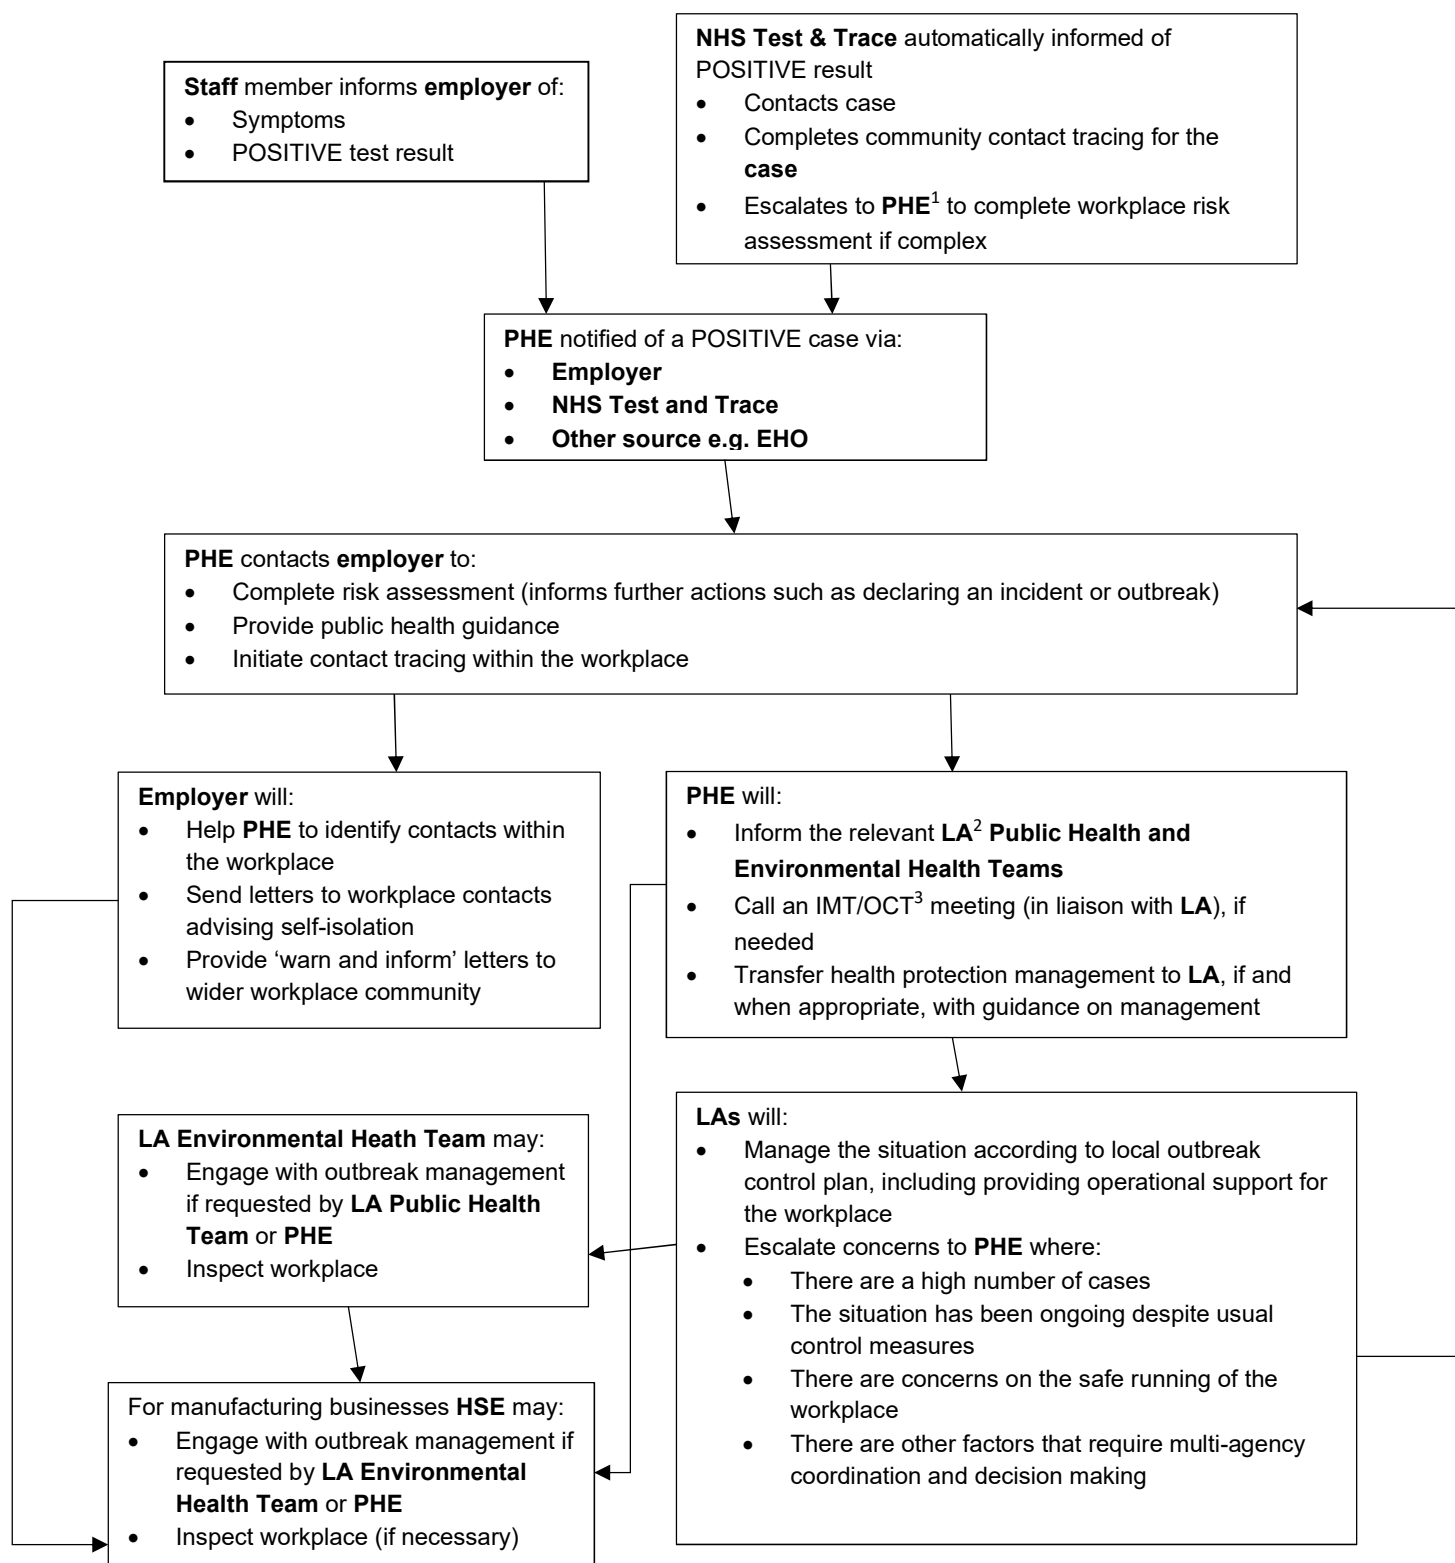 Staff member informs employer of:
• Symptoms
• POSITIVE test result
NHS Test & Trace automatically informed of
POSITIVE result
• Contacts case
• Completes community contact tracing for the
case
• Escalates to PHE¹ to complete workplace risk
assessment if complex
PHE notified of a POSITIVE case via:
• Employer
• NHS Test and Trace
• Other source e.g. EHO
PHE contacts employer to:
• Complete risk assessment (informs further actions such as declaring an incident or outbreak)
• Provide public health guidance
• Initiate contact tracing within the workplace
Employer will:
• Help PHE to identify contacts within
the workplace
• Send letters to workplace contacts
advising self-isolation
• Provide ‘warn and inform’ letters to
wider workplace community
PHE will:
• Inform the relevant LA² Public Health and
Environmental Health Teams
• Call an IMT/OCT³ meeting (in liaison with LA), if
needed
• Transfer health protection management to LA, if and
when appropriate, with guidance on management
LA Environmental Heath Team may:
• Engage with outbreak management
if requested by LA Public Health
Team or PHE
• Inspect workplace
LAs will:
• Manage the situation according to local outbreak
control plan, including providing operational support for
the workplace
• Escalate concerns to PHE where:
• There are a high number of cases
• The situation has been ongoing despite usual
control measures
• There are concerns on the safe running of the
workplace
• There are other factors that require multi-agency
coordination and decision making
For manufacturing businesses HSE may:
• Engage with outbreak management if
requested by LA Environmental
Health Team or PHE
• Inspect workplace (if necessary)